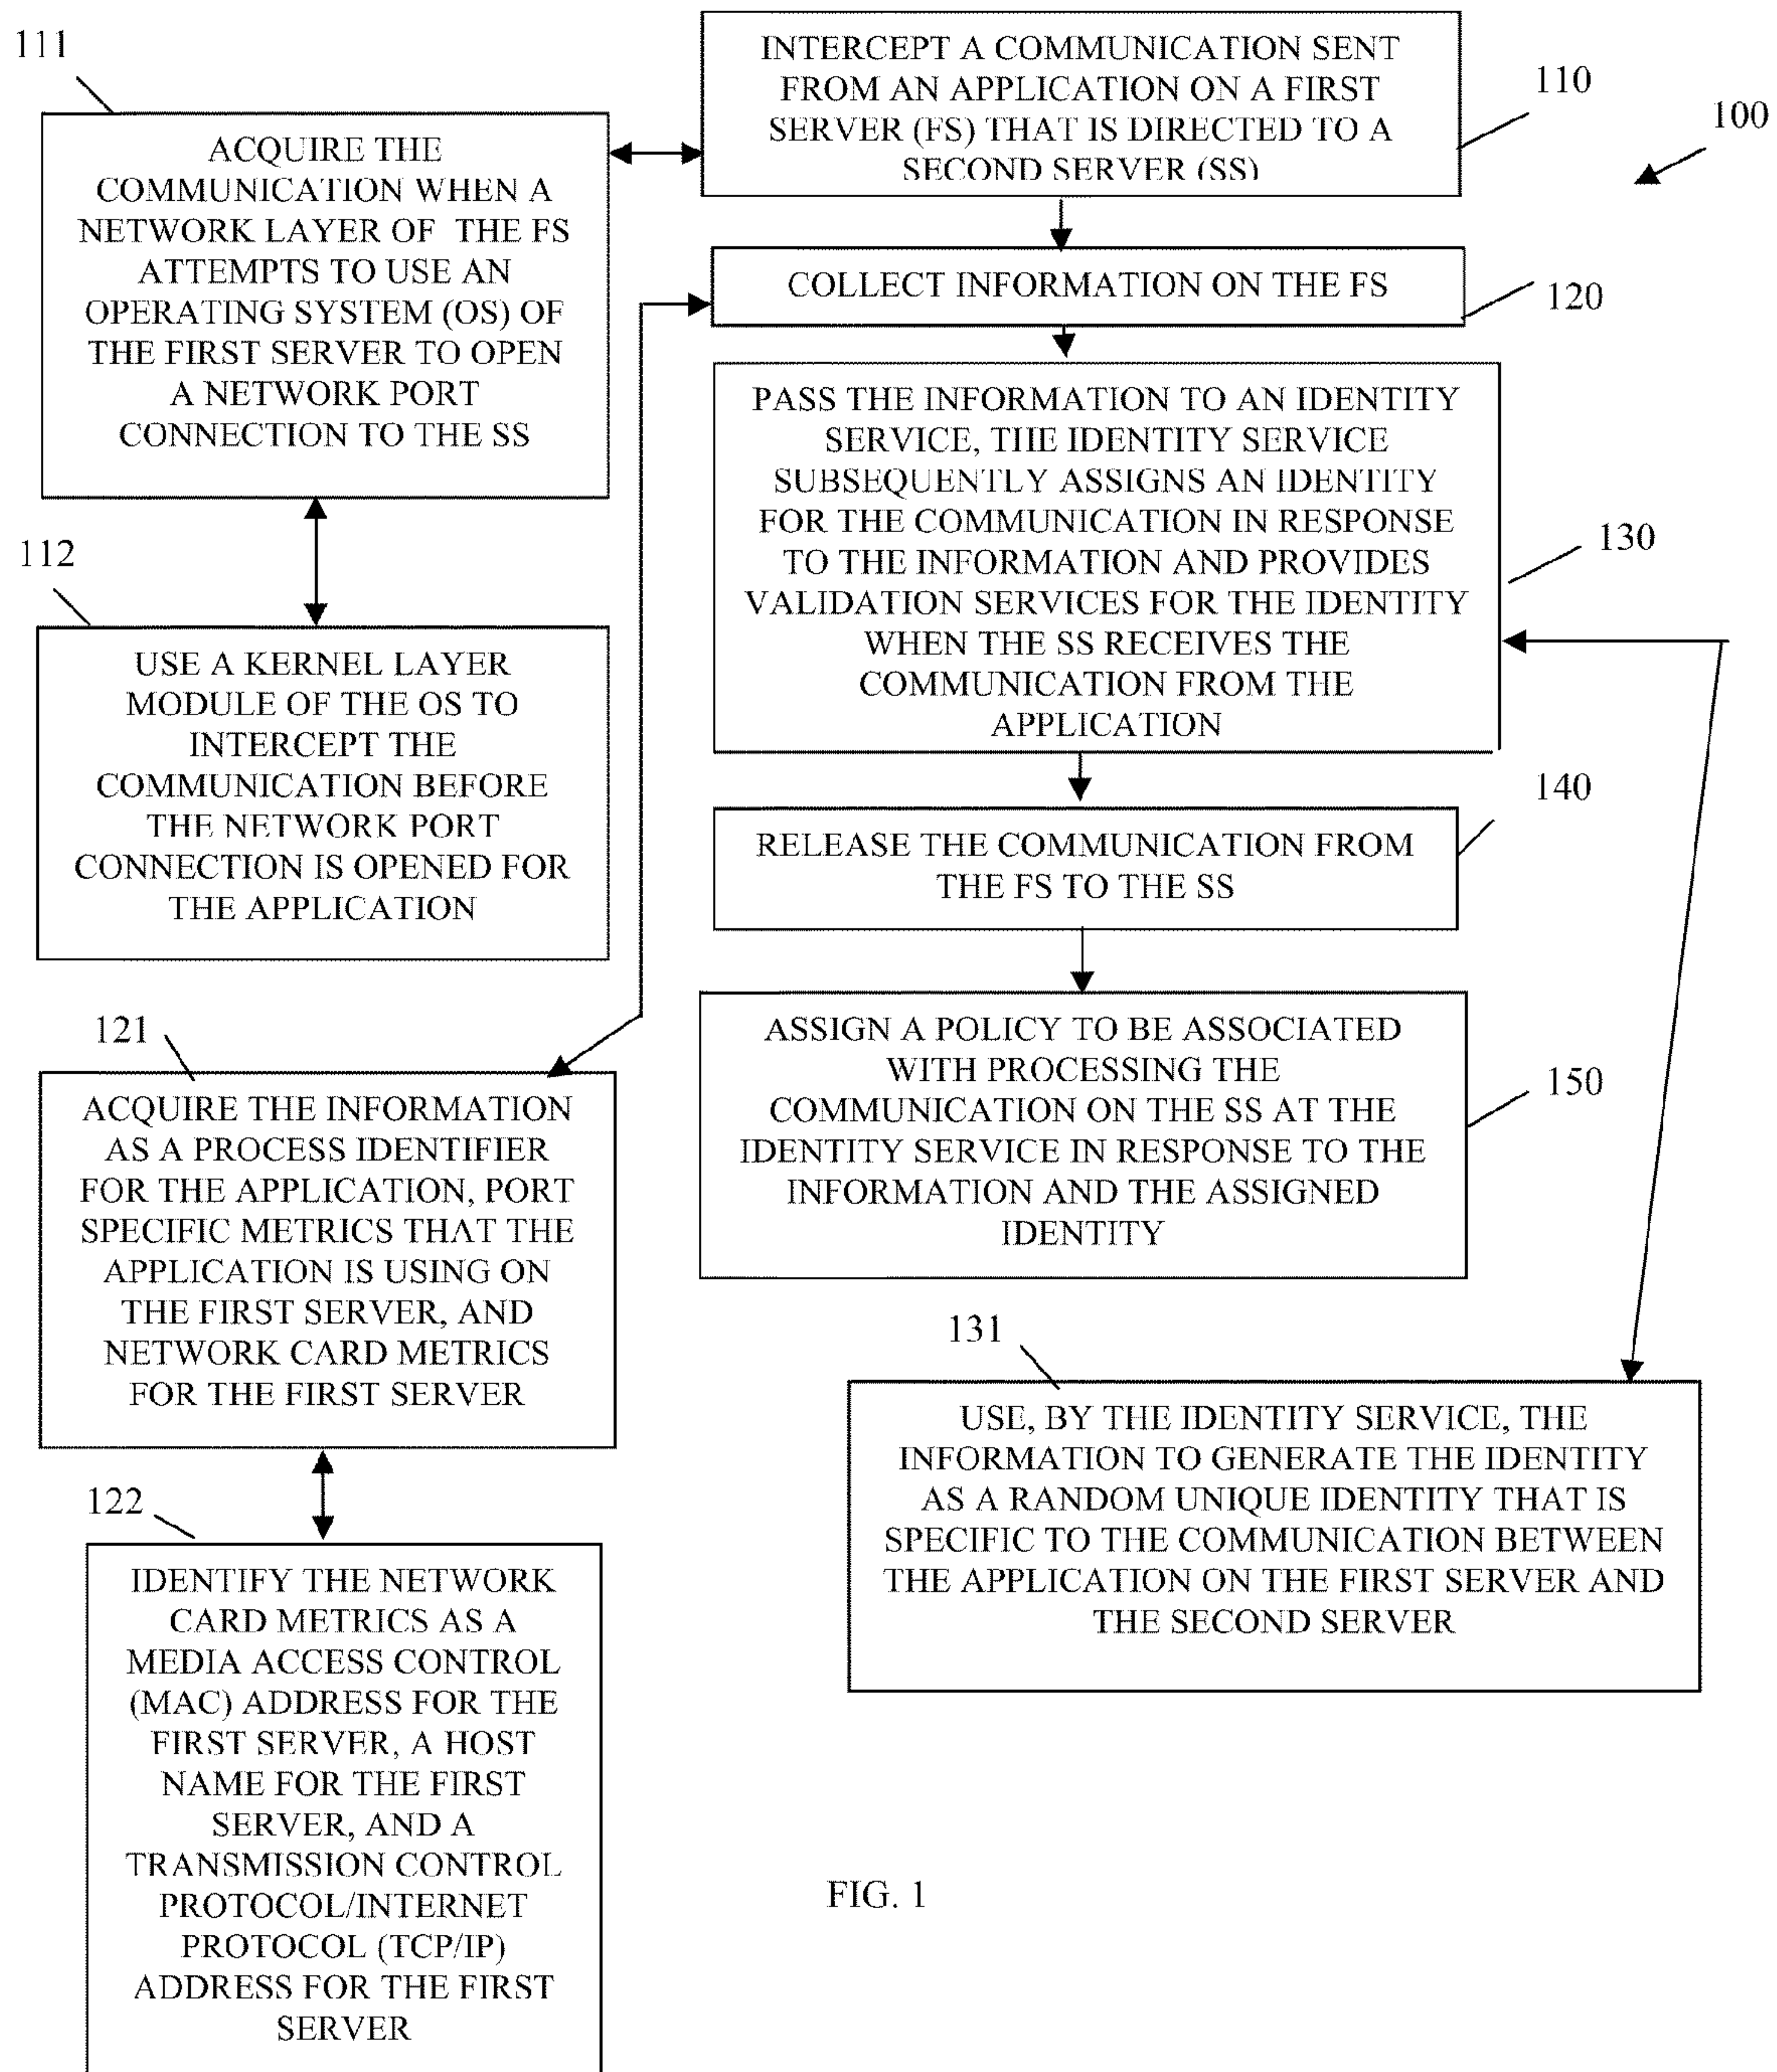 111
INTERCEPT A COMMUNICATION SENT
FROM AN APPLICATION ON A FIRST
SERVER (FS) THAT IS DIRECTED TO A
SECOND SERVER (SS)
110
100
ACQUIRE THE
COMMUNICATION WHEN A
NETWORK LAYER OF THE FS
ATTEMPTS TO USE AN
OPERATING SYSTEM (OS) OF
THE FIRST SERVER TO OPEN
A NETWORK PORT
CONNECTION TO THE SS
COLLECT INFORMATION ON THE FS
120
PASS THE INFORMATION TO AN IDENTITY
SERVICE, THE IDENTITY SERVICE
SUBSEQUENTLY ASSIGNS AN IDENTITY
FOR THE COMMUNICATION IN RESPONSE
TO THE INFORMATION AND PROVIDES
VALIDATION SERVICES FOR THE IDENTITY
WHEN THE SS RECEIVES THE
COMMUNICATION FROM THE
APPLICATION
130
112
USE A KERNEL LAYER
MODULE OF THE OS TO
INTERCEPT THE
COMMUNICATION BEFORE
THE NETWORK PORT
CONNECTION IS OPENED FOR
THE APPLICATION
140
RELEASE THE COMMUNICATION FROM
THE FS TO THE SS
121
ASSIGN A POLICY TO BE ASSOCIATED
WITH PROCESSING THE
COMMUNICATION ON THE SS AT THE
IDENTITY SERVICE IN RESPONSE TO THE
INFORMATION AND THE ASSIGNED
IDENTITY
150
ACQUIRE THE INFORMATION
AS A PROCESS IDENTIFIER
FOR THE APPLICATION, PORT
SPECIFIC METRICS THAT THE
APPLICATION IS USING ON
THE FIRST SERVER, AND
NETWORK CARD METRICS
FOR THE FIRST SERVER
131
USE, BY THE IDENTITY SERVICE, THE
INFORMATION TO GENERATE THE IDENTITY
AS A RANDOM UNIQUE IDENTITY THAT IS
SPECIFIC TO THE COMMUNICATION BETWEEN
THE APPLICATION ON THE FIRST SERVER AND
THE SECOND SERVER
122
IDENTIFY THE NETWORK
CARD METRICS AS A
MEDIA ACCESS CONTROL
(MAC) ADDRESS FOR THE
FIRST SERVER, A HOST
NAME FOR THE FIRST
SERVER, AND A
TRANSMISSION CONTROL
PROTOCOL/INTERNET
PROTOCOL (TCP/IP)
ADDRESS FOR THE FIRST
SERVER
FIG. 1